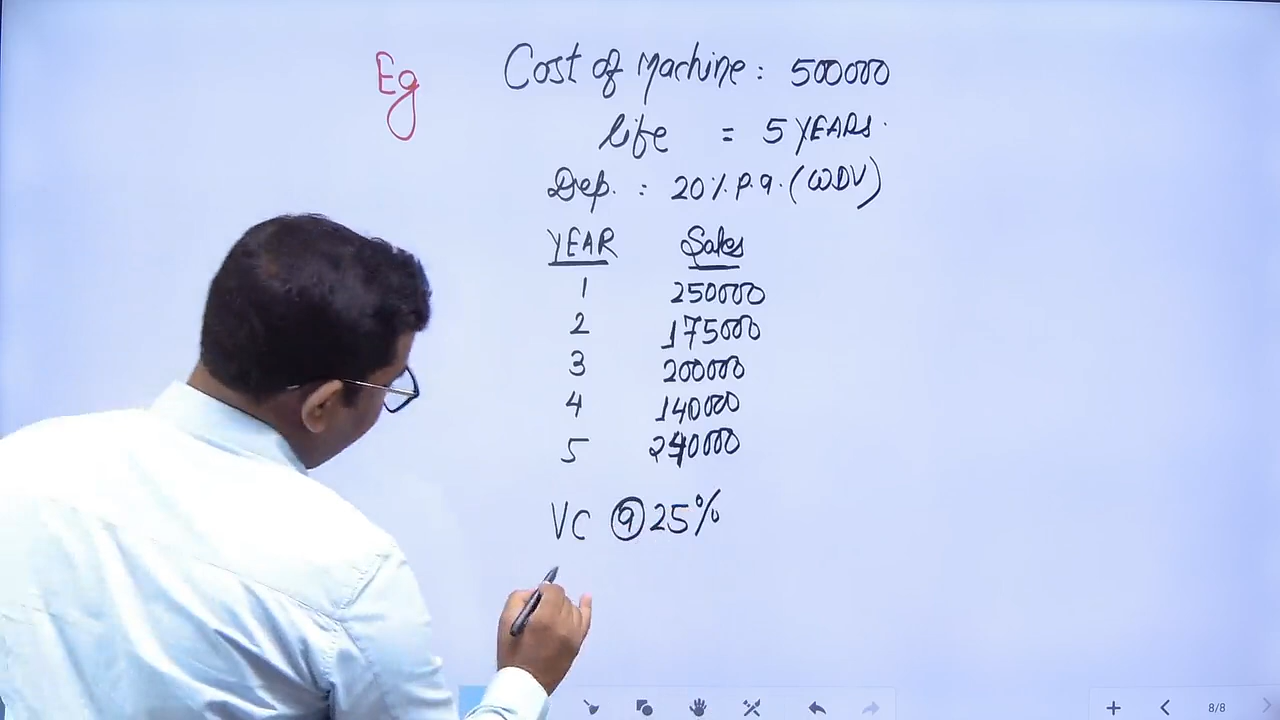 Eg
Cost of Machine : 500000
life = 5 YEARS.
Dep. : 20%. P.a. (WDV)
YEAR Sales
1 250000
2 175000
3 200000
4 140000
5 240000
VC @ 25%
8/8